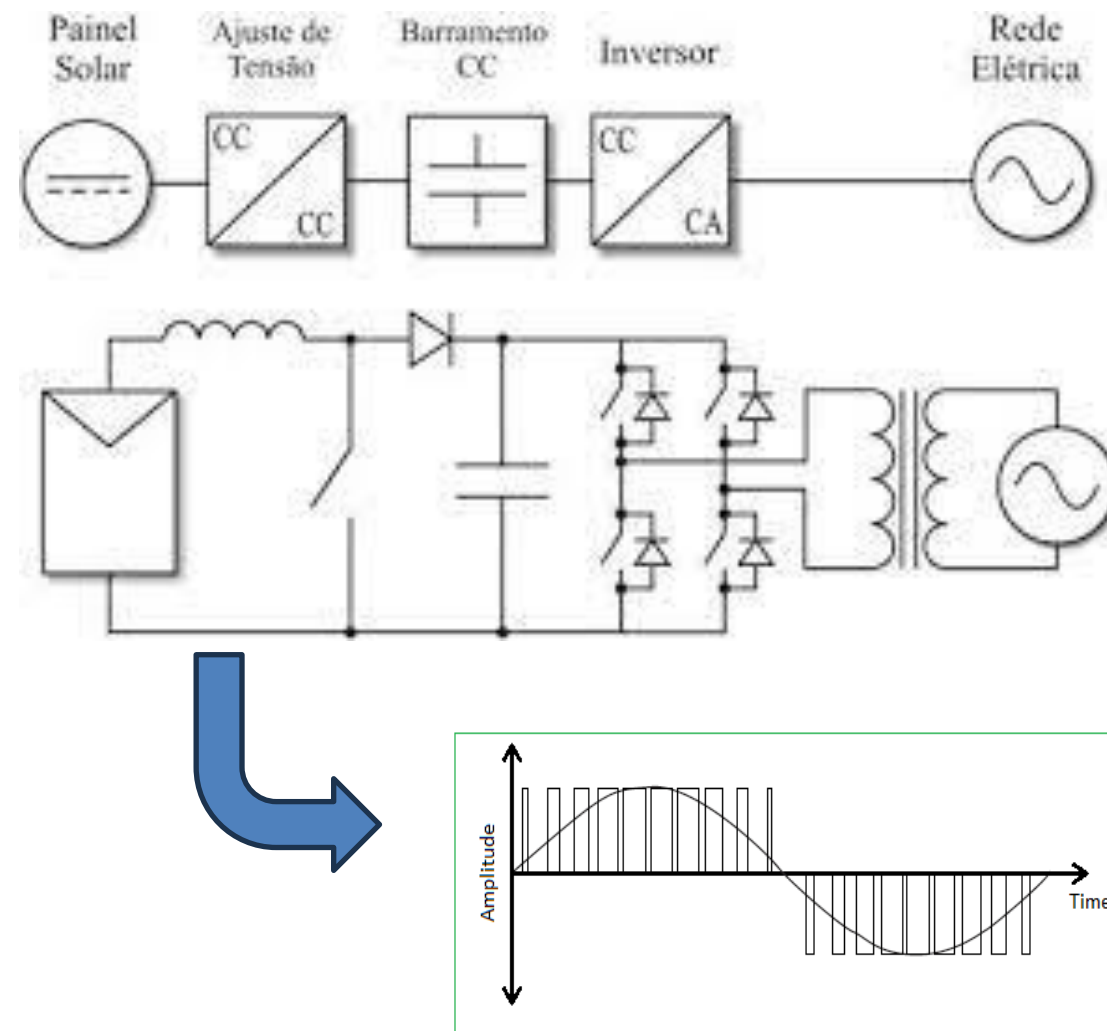 Painel
Solar
Ajuste de
Tensão
Barramento
CC
Inversor
Rede
Elétrica
CC
CC
CC
CA
Amplitude
Time